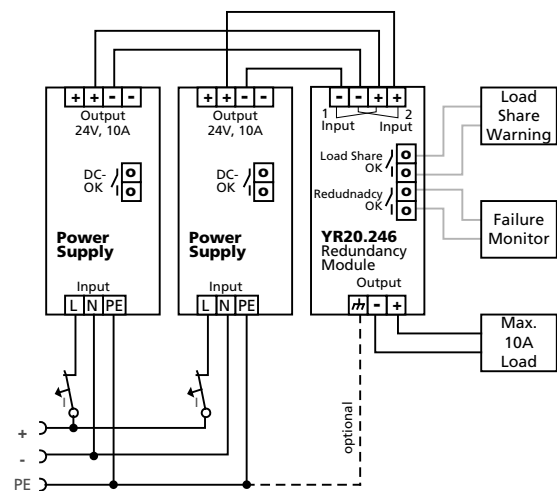 + + - -
Output
24V, 10A
DC-
OK
Power
Supply
Input
L N PE
+ + - -
Output
24V, 10A
DC-
OK
Power
Supply
Input
L N PE
- - + +
1 2
Input Input
Load Share
OK
Redudnadcy
OK
YR20.246
Redundancy
Module
Output
- +
Load
Share
Warning
Failure
Monitor
Max.
10A
Load
I
I
optional
+
-
PE